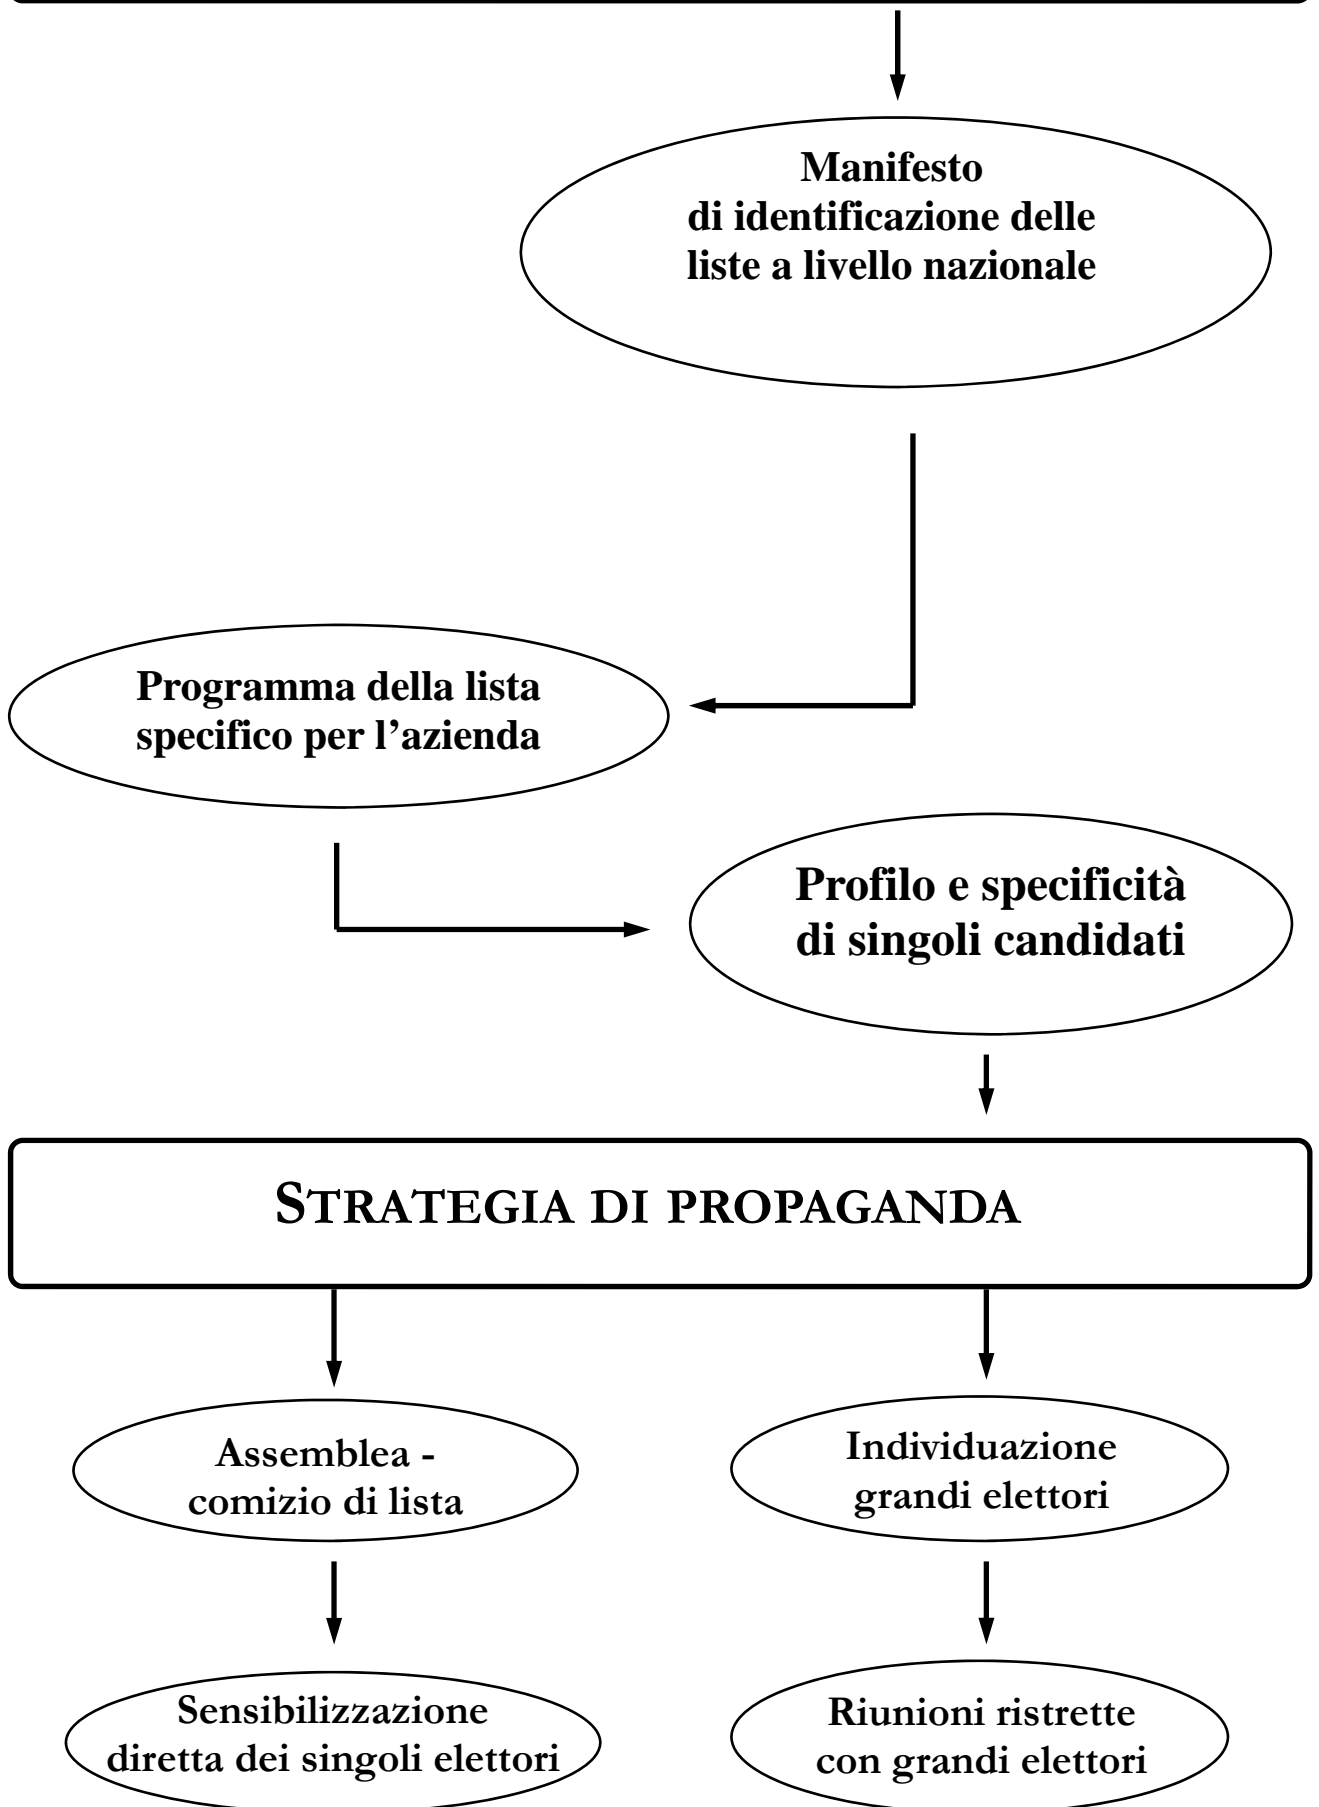 Manifesto
di identificazione delle
liste a livello nazionale
Programma della lista
specifico per l’azienda
Profilo e specificità
di singoli candidati
STRATEGIA DI PROPAGANDA
Assemblea -
comizio di lista
Individuazione
grandi elettori
Sensibilizzazione
diretta dei singoli elettori
Riunioni ristrette
con grandi elettori